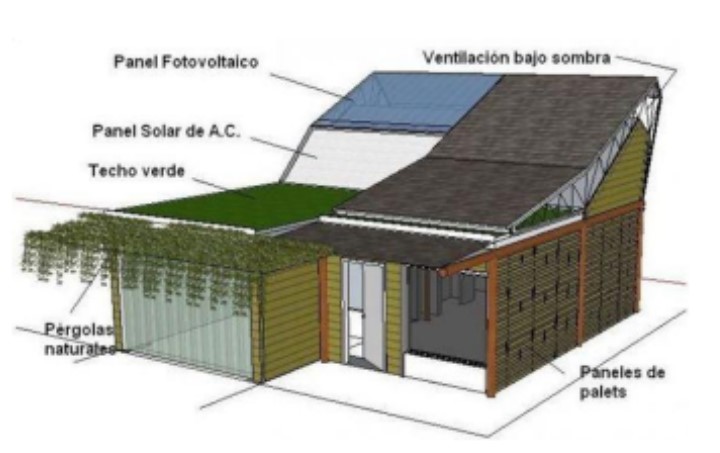 Panel Fotovoltaico
Ventilación bajo sombra
Panel Solar de A.C.
Techo verde
Pérgolas
naturales
Paneles de
palets